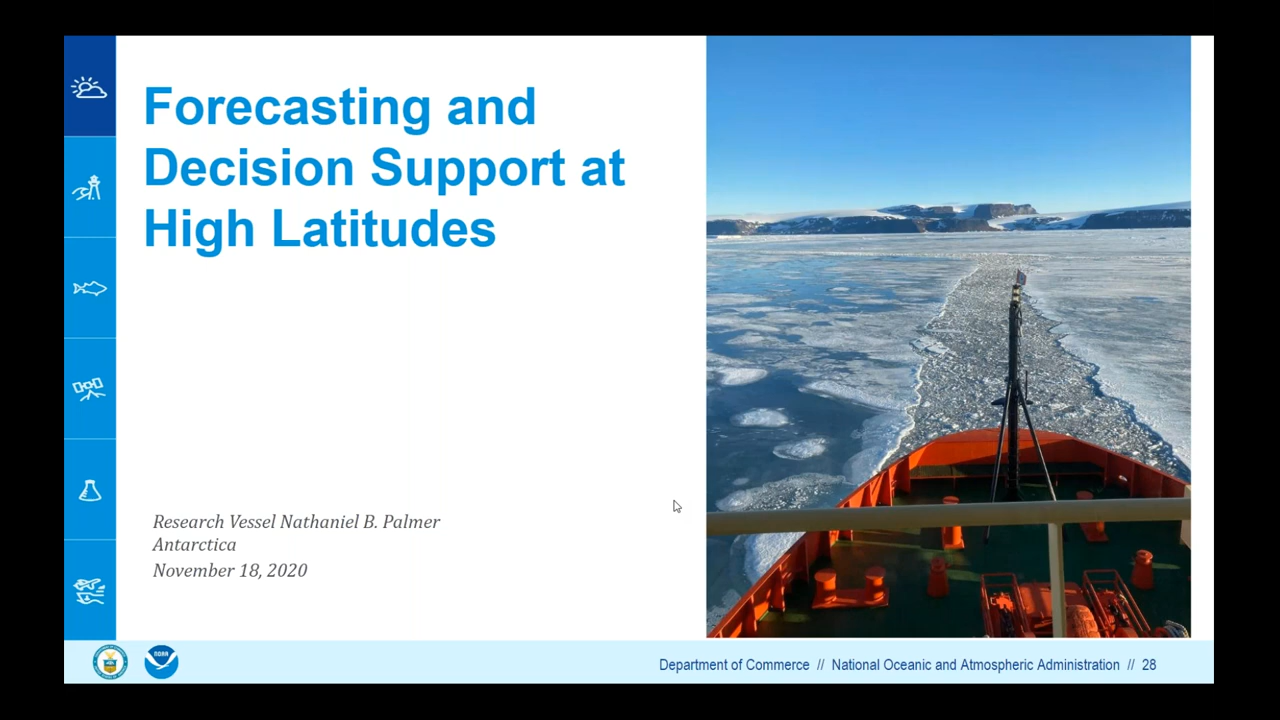 Forecasting and
Decision Support at
High Latitudes
Research Vessel Nathaniel B. Palmer
Antarctica
November 18, 2020
NOAA
Department of Commerce // National Oceanic and Atmospheric Administration // 28